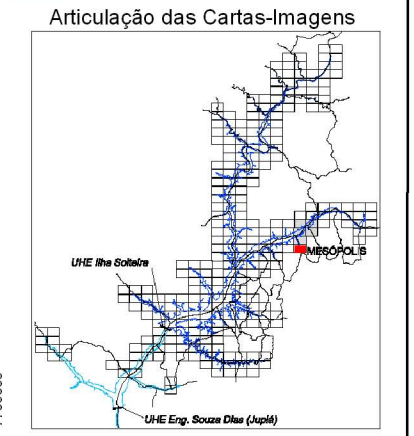 Articulação das Cartas-Imagens
MESÓPOLIS
UHE Ilha Solteira
UHE Eng. Souza Dias (Jupiá)